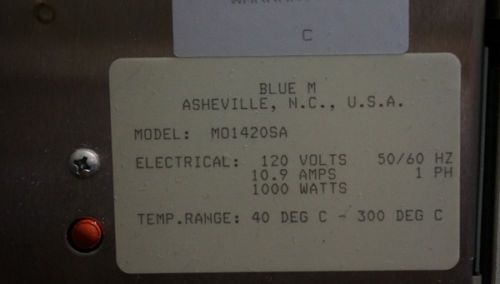 C
BLUE M
ASHEVILLE, N.C., U.S.A.
MODEL: MO1420SA
ELECTRICAL: 120 VOLTS 50/60 HZ
10.9 AMPS 1 PH
1000 WATTS
TEMP.RANGE: 40 DEG C - 300 DEG C